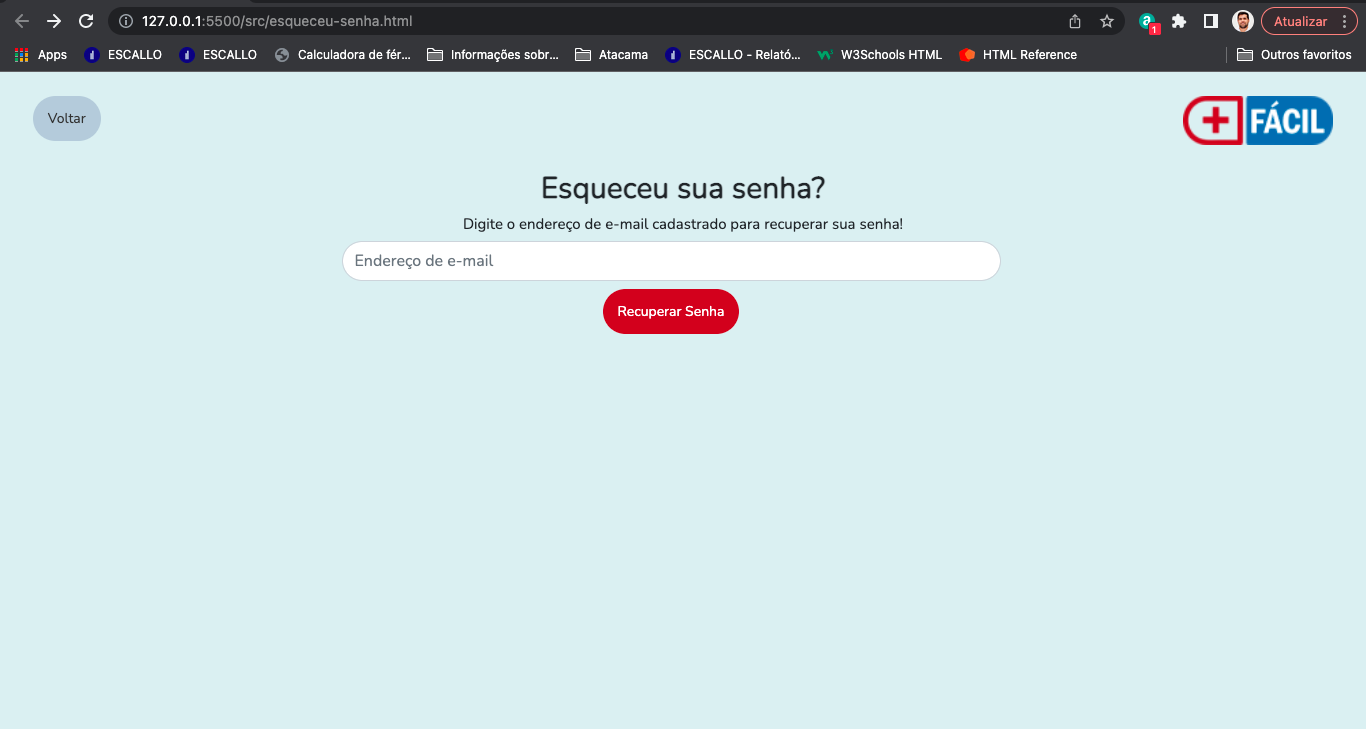 127.0.0.1:5500/src/esqueceu-senha.html
1
Atualizar
Apps ESCALLO ESCALLO Calculadora de fér... Informações sobr... Atacama ESCALLO - Relató... W3Schools HTML HTML Reference Outros favoritos
Voltar
FÁCIL
Esqueceu sua senha?
Digite o endereço de e-mail cadastrado para recuperar sua senha!
Endereço de e-mail
Recuperar Senha